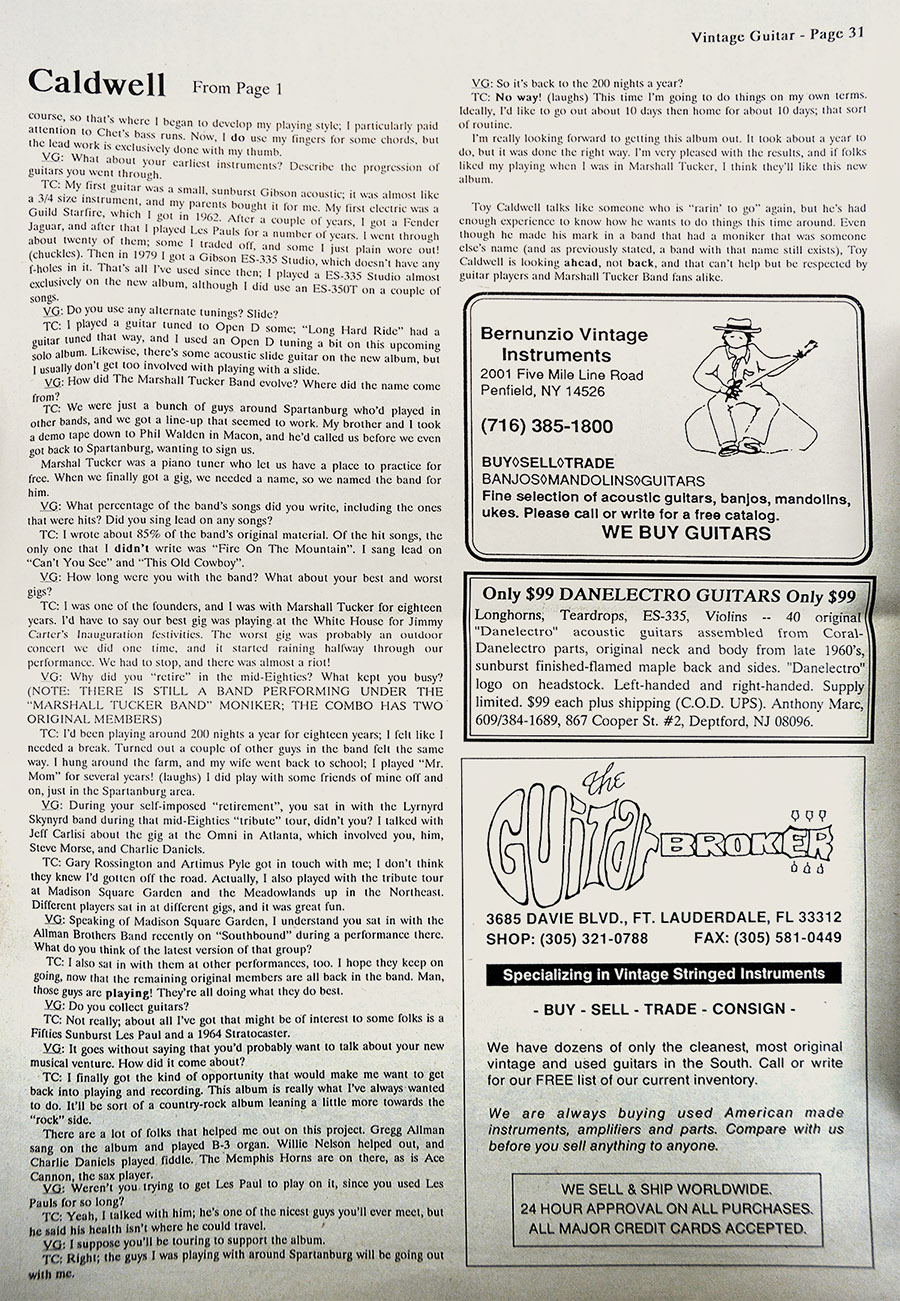 Vintage Guitar - Page 31
Caldwell From Page 1
course, so that's where I began to develop my playing style; I particularly paid
attention to Chet's bass runs. Now, I do use my fingers for some chords, but
the lead work is exclusively done with my thumb.
VG: What about your earliest instruments? Describe the progression of
guitars you went through.
TC: My first guitar was a small, sunburst Gibson acoustic; it was almost like
a 3/4 size instrument, and my parents bought it for me. My first electric was a
Guild Starfire, which I got in 1962. After a couple of years, I got a Fender
Jaguar, and after that I played Les Pauls for a number of years. I went through
about twenty of them; some I traded off, and some I just plain wore out!
(chuckles). Then in 1979 I got a Gibson ES-335 Studio, which doesn't have any
f-holes in it. That's all I've used since then; I played a ES-335 Studio almost
exclusively on the new album, although I did use an ES-350T on a couple of
songs.
VG: Do you use any alternate tunings? Slide?
TC: I played a guitar tuned to Open D some; "Long Hard Ride" had a
guitar tuned that way, and I used an Open D tuning a bit on this upcoming
solo album. Likewise, there's some acoustic slide guitar on the new album, but
I usually don't get too involved with playing with a slide.
VG: How did The Marshall Tucker Band evolve? Where did the name come
from?
TC: We were just a bunch of guys around Spartanburg who'd played in
other bands, and we got a line-up that seemed to work. My brother and I took
a demo tape down to Phil Walden in Macon, and he'd called us before we even
got back to Spartanburg, wanting to sign us.
Marshal Tucker was a piano tuner who let us have a place to practice for
free. When we finally got a gig, we needed a name, so we named the band for
him.
VG: What percentage of the band's songs did you write, including the ones
that were hits? Did you sing lead on any songs?
TC: I wrote about 85% of the band's original material. Of the hit songs, the
only one that I didn't write was "Fire On The Mountain". I sang lead on
"Can't You See" and "This Old Cowboy".
VG: How long were you with the band? What about your best and worst
gigs?
TC: I was one of the founders, and I was with Marshall Tucker for eighteen
years. I'd have to say our best gig was playing at the White House for Jimmy
Carter's Inauguration festivities. The worst gig was probably an outdoor
concert we did one time, and it started raining halfway through our
performance. We had to stop, and there was almost a riot!
VG: Why did you "retire" in the mid-Eighties? What kept you busy?
(NOTE: THERE IS STILL A BAND PERFORMING UNDER THE
"MARSHALL TUCKER BAND" MONIKER; THE COMBO HAS TWO
ORIGINAL MEMBERS)
TC: I'd been playing around 200 nights a year for eighteen years; I felt like I
needed a break. Turned out a couple of other guys in the band felt the same
way. I hung around the farm, and my wife went back to school; I played "Mr.
Mom" for several years! (laughs) I did play with some friends of mine off and
on, just in the Spartanburg area.
VG: During your self-imposed "retirement", you sat in with the Lyrnyrd
Skynyrd band during that mid-Eighties "tribute" tour, didn't you? I talked with
Jeff Carlisi about the gig at the Omni in Atlanta, which involved you, him,
Steve Morse, and Charlie Daniels.
TC: Gary Rossington and Artimus Pyle got in touch with me; I don't think
they knew I'd gotten off the road. Actually, I also played with the tribute tour
at Madison Square Garden and the Meadowlands up in the Northeast.
Different players sat in at different gigs, and it was great fun.
VG: Speaking of Madison Square Garden, I understand you sat in with the
Allman Brothers Band recently on "Southbound" during a performance there.
What do you think of the latest version of that group?
TC: I also sat in with them at other performances, too. I hope they keep on
going, now that the remaining original members are all back in the band. Man,
those guys are playing! They're all doing what they do best.
VG: Do you collect guitars?
TC: Not really; about all I've got that might be of interest to some folks is a
Fifties Sunburst Les Paul and a 1964 Stratocaster.
VG: It goes without saying that you'd probably want to talk about your new
musical venture. How did it come about?
TC: I finally got the kind of opportunity that would make me want to get
back into playing and recording. This album is really what I've always wanted
to do. It'll be sort of a country-rock album leaning a little more towards the
"rock" side.
There are a lot of folks that helped me out on this project. Gregg Allman
sang on the album and played B-3 organ. Willie Nelson helped out, and
Charlie Daniels played fiddle. The Memphis Horns are on there, as is Ace
Cannon, the sax player.
VG: Weren't you trying to get Les Paul to play on it, since you used Les
Pauls for so long?
TC: Yeah, I talked with him; he's one of the nicest guys you'll ever meet, but
he said his health isn't where he could travel.
VG: I suppose you'll be touring to support the album.
TC: Right; the guys I was playing with around Spartanburg will be going out
with me.
VG: So it's back to the 200 nights a year?
TC: No way! (laughs) This time I'm going to do things on my own terms.
Ideally, I'd like to go out about 10 days then home for about 10 days; that sort
of routine.
I'm really looking forward to getting this album out. It took about a year to
do, but it was done the right way. I'm very pleased with the results, and if folks
liked my playing when I was in Marshall Tucker, I think they'll like this new
album.
Toy Caldwell talks like someone who is "rarin' to go" again, but he's had
enough experience to know how he wants to do things this time around. Even
though he made his mark in a band that had a moniker that was someone
else's name (and as previously stated, a band with that name still exists), Toy
Caldwell is looking ahead, not back, and that can't help but be respected by
guitar players and Marshall Tucker Band fans alike.
Bernunzio Vintage
Instruments
2001 Five Mile Line Road
Penfield, NY 14526
(716) 385-1800
BUY◊SELL◊TRADE
BANJOS◊MANDOLINS◊GUITARS
Fine selection of acoustic guitars, banjos, mandolins,
ukes. Please call or write for a free catalog.
WE BUY GUITARS
Only $99 DANELECTRO GUITARS Only $99
Longhorns, Teardrops, ES-335, Violins -- 40 original
"Danelectro" acoustic guitars assembled from Coral-
Danelectro parts, original neck and body from late 1960's,
sunburst finished-flamed maple back and sides. "Danelectro"
logo on headstock. Left-handed and right-handed. Supply
limited. $99 each plus shipping (C.O.D. UPS). Anthony Marc,
609/384-1689, 867 Cooper St. #2, Deptford, NJ 08096.
the
GUITAR BROKER
3685 DAVIE BLVD., FT. LAUDERDALE, FL 33312
SHOP: (305) 321-0788 FAX: (305) 581-0449
Specializing in Vintage Stringed Instruments
- BUY - SELL - TRADE - CONSIGN -
We have dozens of only the cleanest, most original
vintage and used guitars in the South. Call or write
for our FREE list of our current inventory.
We are always buying used American made
instruments, amplifiers and parts. Compare with us
before you sell anything to anyone.
WE SELL & SHIP WORLDWIDE.
24 HOUR APPROVAL ON ALL PURCHASES.
ALL MAJOR CREDIT CARDS ACCEPTED.